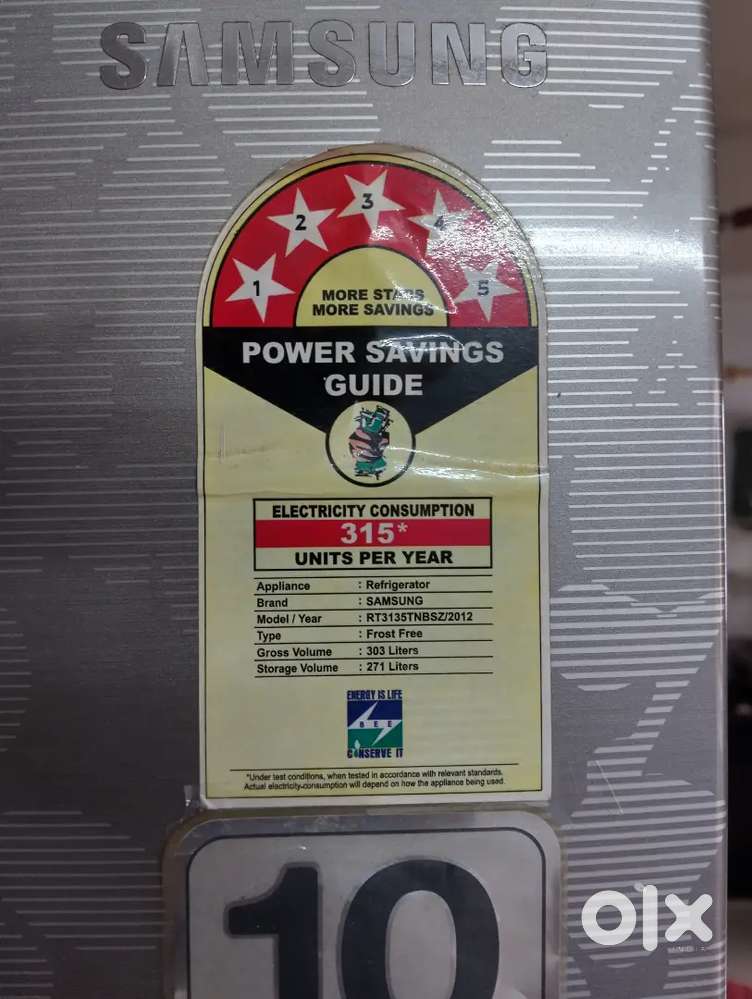 SAMSUNG
1 2 3 4 5
MORE STARS
MORE SAVINGS
POWER SAVINGS
GUIDE
ELECTRICITY CONSUMPTION
315*
UNITS PER YEAR
Appliance : Refrigerator
Brand : SAMSUNG
Model / Year : RT3135TNBSZ/2012
Type : Frost Free
Gross Volume : 303 Liters
Storage Volume : 271 Liters
ENERGY IS LIFE
BEE
CONSERVE IT
*Under test conditions, when tested in accordance with relevant standards.
Actual electricity-consumption will depend on how the appliance being used.
10
olx